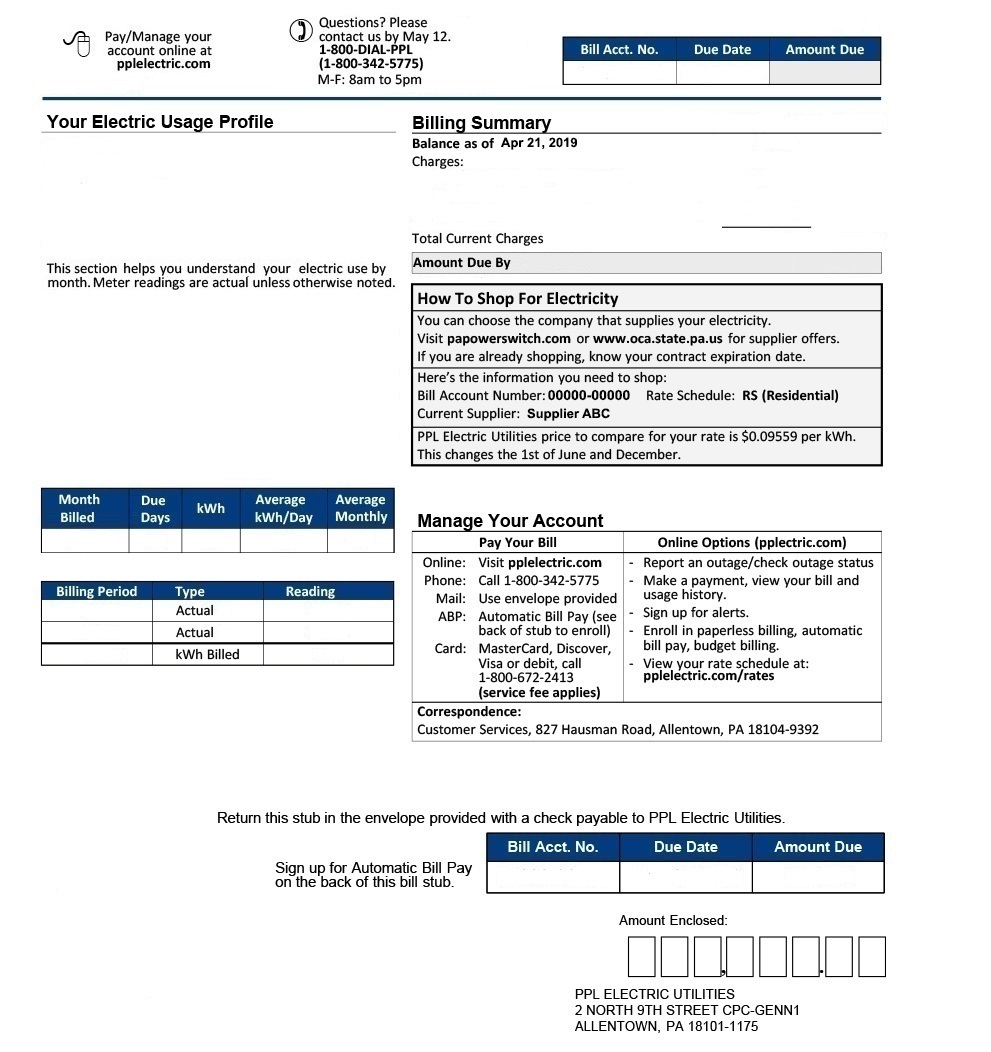 Pay/Manage your
account online at
pplelectric.com
Questions? Please
contact us by May 12.
1-800-DIAL-PPL
(1-800-342-5775)
M-F: 8am to 5pm
Bill Acct. No. Due Date Amount Due
Your Electric Usage Profile
This section helps you understand your electric use by
month. Meter readings are actual unless otherwise noted.
Month Billed Due Days kWh Average kWh/Day Average Monthly
Billing Period Type Reading
Actual
Actual
kWh Billed
Billing Summary
Balance as of Apr 21, 2019
Charges:
Total Current Charges
Amount Due By
How To Shop For Electricity
You can choose the company that supplies your electricity.
Visit papowerswitch.com or www.oca.state.pa.us for supplier offers.
If you are already shopping, know your contract expiration date.
Here's the information you need to shop:
Bill Account Number: 00000-00000 Rate Schedule: RS (Residential)
Current Supplier: Supplier ABC
PPL Electric Utilities price to compare for your rate is $0.09559 per kWh.
This changes the 1st of June and December.
Manage Your Account
Pay Your Bill
Online: Visit pplelectric.com
Phone: Call 1-800-342-5775
Mail: Use envelope provided
ABP: Automatic Bill Pay (see
back of stub to enroll)
Card: MasterCard, Discover,
Visa or debit, call
1-800-672-2413
(service fee applies)
Online Options (pplectric.com)
- Report an outage/check outage status
- Make a payment, view your bill and
usage history.
- Sign up for alerts.
- Enroll in paperless billing, automatic
bill pay, budget billing.
- View your rate schedule at:
pplelectric.com/rates
Correspondence:
Customer Services, 827 Hausman Road, Allentown, PA 18104-9392
Return this stub in the envelope provided with a check payable to PPL Electric Utilities.
Sign up for Automatic Bill Pay
on the back of this bill stub.
Bill Acct. No. Due Date Amount Due
Amount Enclosed:
, .
PPL ELECTRIC UTILITIES
2 NORTH 9TH STREET CPC-GENN1
ALLENTOWN, PA 18101-1175